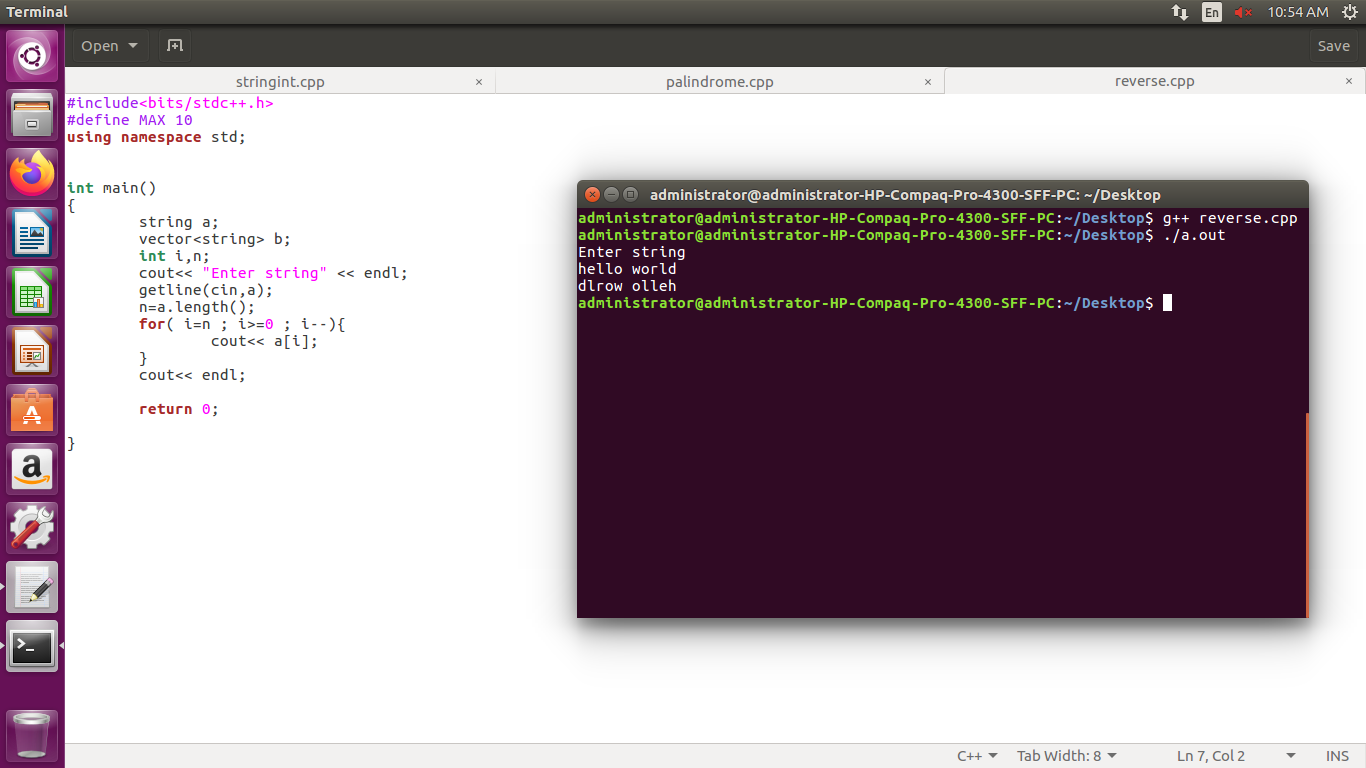 Terminal
En
10:54 AM
Open
Save
stringint.cpp
palindrome.cpp
reverse.cpp
#include<bits/stdc++.h>
#define MAX 10
using namespace std;
int main()
{
string a;
vector<string> b;
int i,n;
cout<< "Enter string" << endl;
getline(cin,a);
n=a.length();
for( i=n ; i>=0 ; i--){
cout<< a[i];
}
cout<< endl;
return 0;
}
administrator@administrator-HP-Compaq-Pro-4300-SFF-PC: ~/Desktop
administrator@administrator-HP-Compaq-Pro-4300-SFF-PC:~/Desktop$ g++ reverse.cpp
administrator@administrator-HP-Compaq-Pro-4300-SFF-PC:~/Desktop$ ./a.out
Enter string
hello world
dlrow olleh
administrator@administrator-HP-Compaq-Pro-4300-SFF-PC:~/Desktop$
C++
Tab Width: 8
Ln 7, Col 2
INS